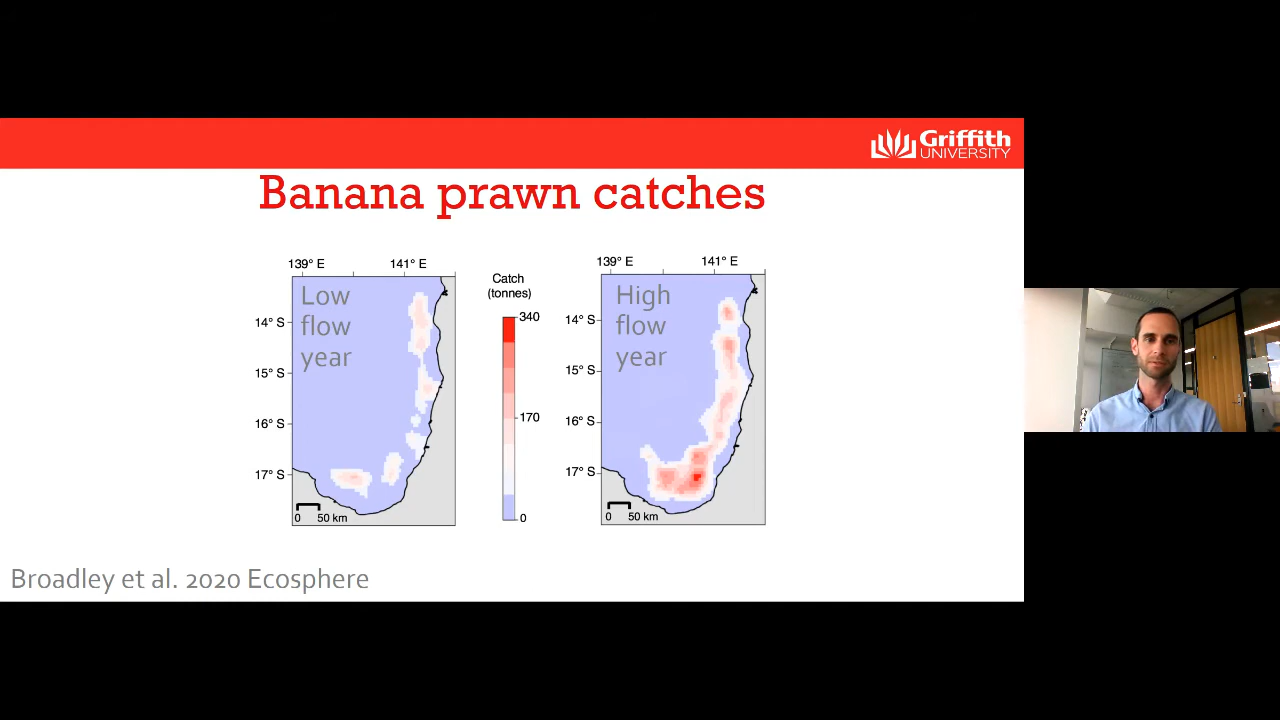 Griffith
UNIVERSITY
Banana prawn catches
139° E 141° E
Low
flow
year
14° S
15° S
16° S
17° S
0 50 km
Catch
(tonnes)
340
170
0
139° E 141° E
High
flow
year
14° S
15° S
16° S
17° S
0 50 km
Broadley et al. 2020 Ecosphere